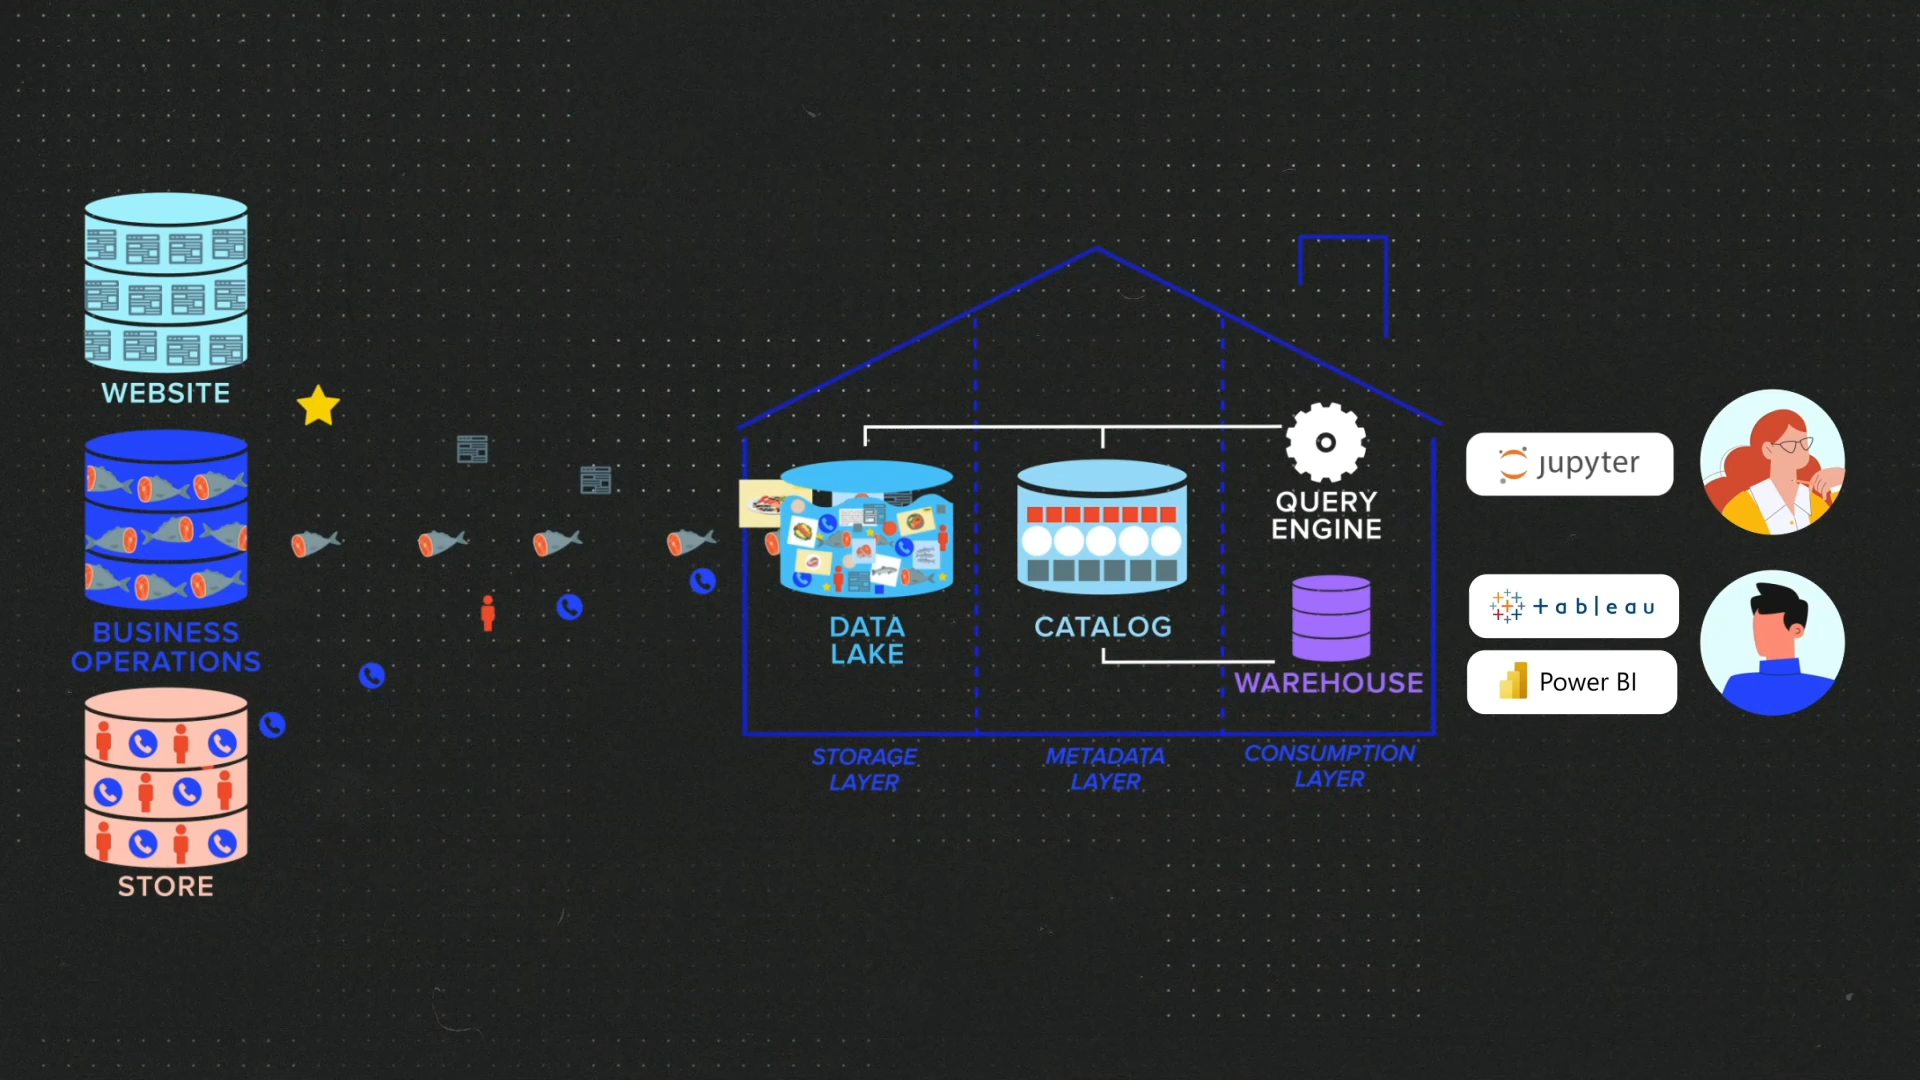 WEBSITE
BUSINESS
OPERATIONS
STORE
DATA
LAKE
CATALOG
QUERY
ENGINE
WAREHOUSE
STORAGE
LAYER
METADATA
LAYER
CONSUMPTION
LAYER
jupyter
+ a b | e a u
Power BI